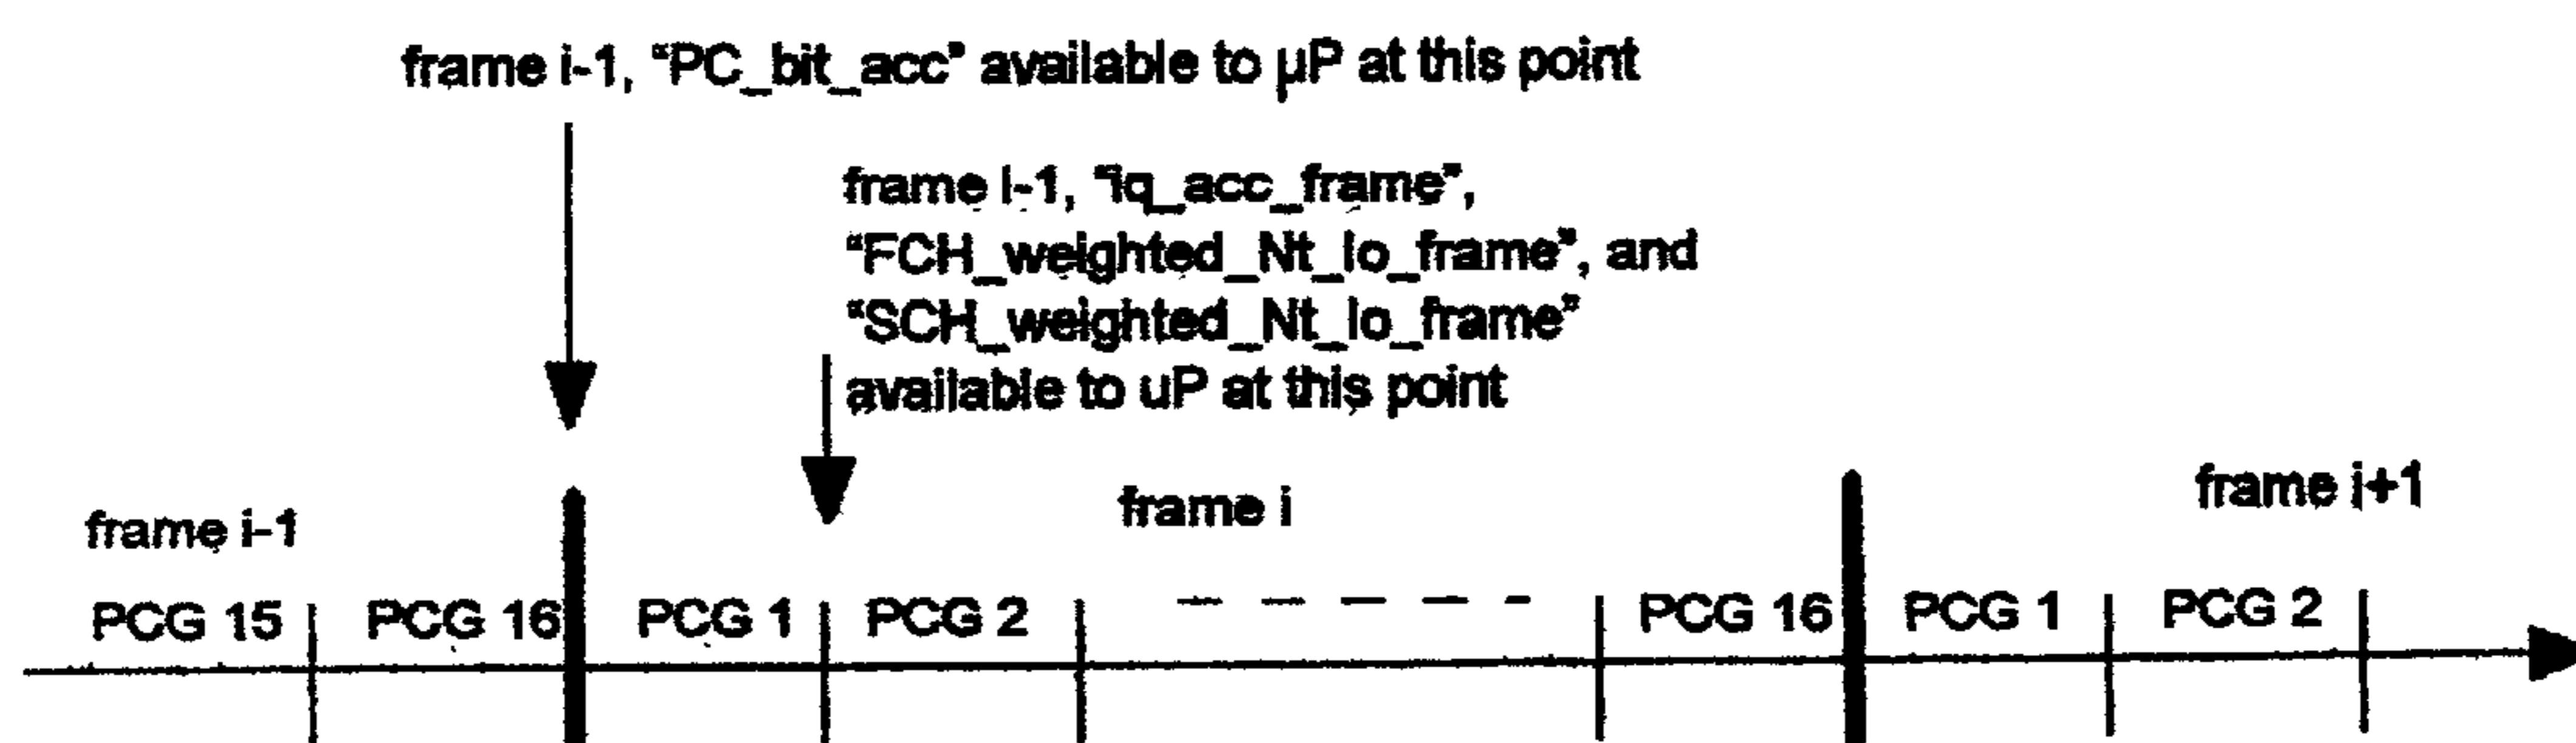 frame i-1, “PC_bit_acc” available to µP at this point
frame i-1, “iq_acc_frame”,
“FCH_weighted_Nt_Io_frame”, and
“SCH_weighted_Nt_Io_frame”
available to uP at this point
frame i-1
frame i
frame i+1
PCG 15
PCG 16
PCG 1
PCG 2
PCG 16
PCG 1
PCG 2